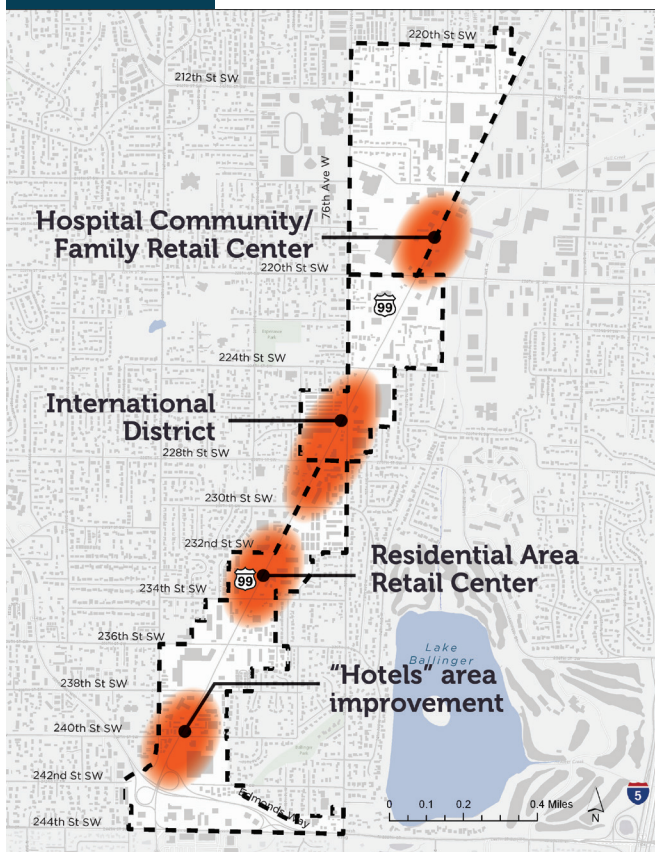 220th St SW
212th St SW
76th Ave W
Hospital Community/
Family Retail Center
220th St SW
99
224th St SW
International
District
228th St SW
230th St SW
232nd St SW
Residential Area
Retail Center
99
234th St SW
236th St SW
Lake
Ballinger
"Hotels" area
improvement
238th St SW
240th St SW
242nd St SW
Edmonds Way
5
0 0.1 0.2 0.4 Miles
N
244th St SW